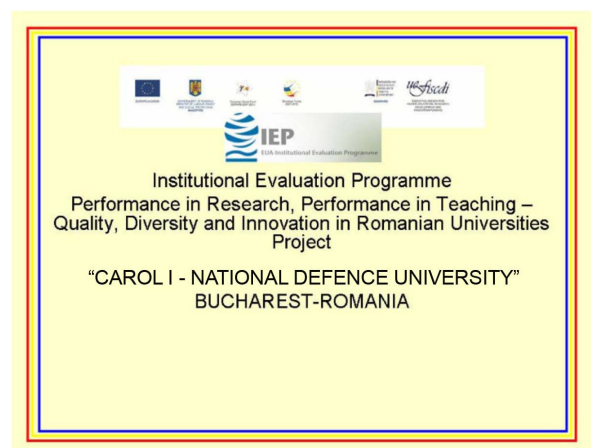 IEP
EUA-Institutional Evaluation Programme
Institutional Evaluation Programme
Performance in Research, Performance in Teaching –
Quality, Diversity and Innovation in Romanian Universities
Project
“CAROL I - NATIONAL DEFENCE UNIVERSITY”
BUCHAREST-ROMANIA